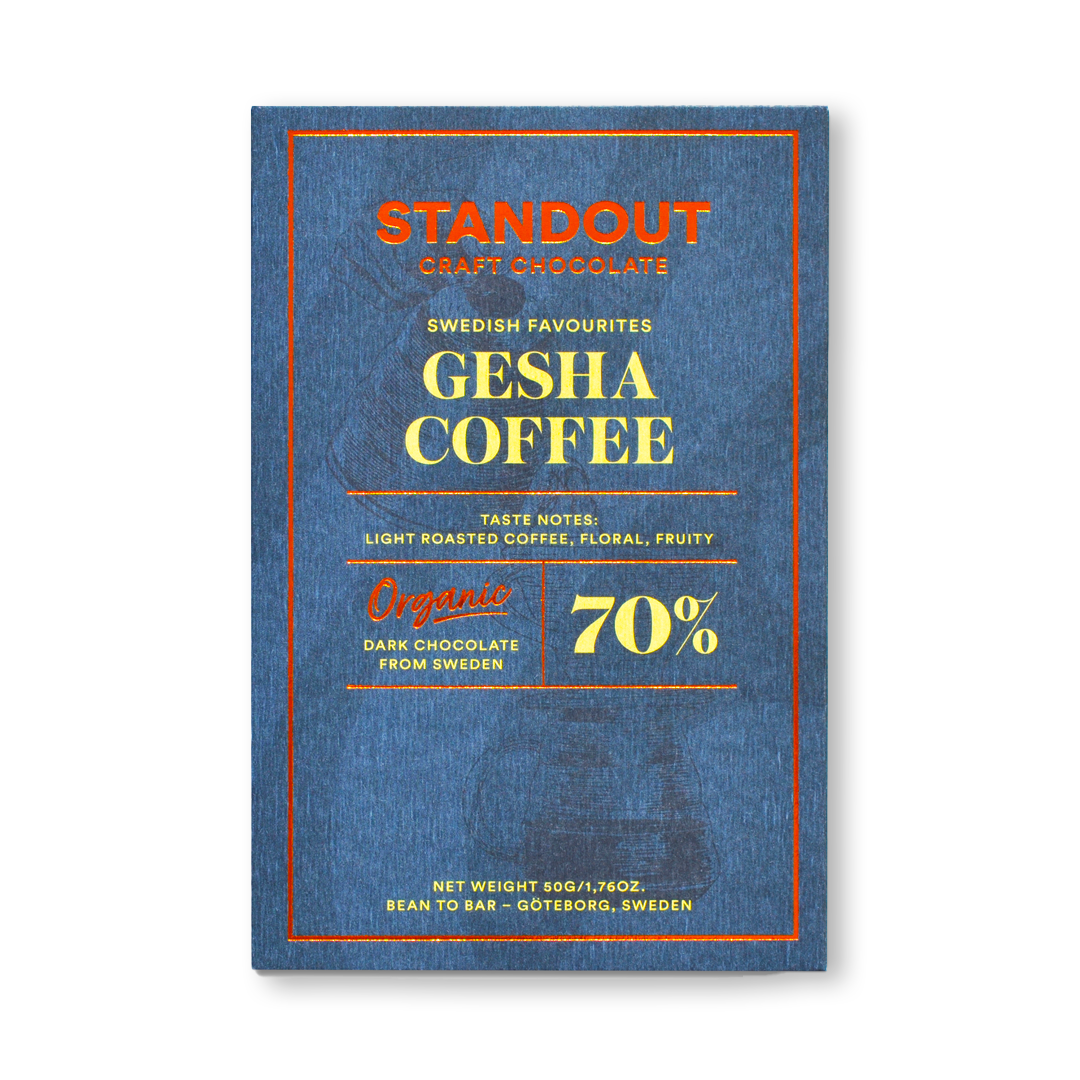 STANDOUT
CRAFT CHOCOLATE
SWEDISH FAVOURITES
GESHA
COFFEE
TASTE NOTES:
LIGHT ROASTED COFFEE, FLORAL, FRUITY
Organic
DARK CHOCOLATE
FROM SWEDEN
70%
NET WEIGHT 50G/1,76OZ.
BEAN TO BAR – GÖTEBORG, SWEDEN